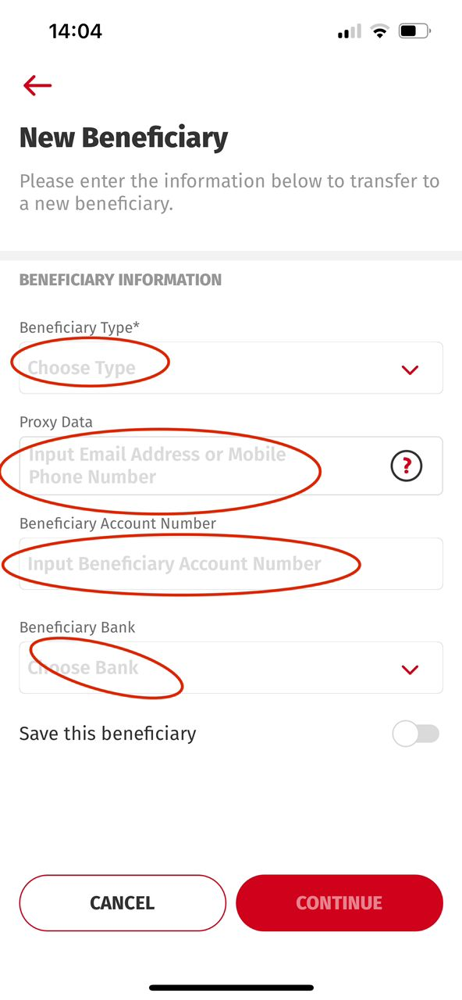 14:04
New Beneficiary
Please enter the information below to transfer to
a new beneficiary.
BENEFICIARY INFORMATION
Beneficiary Type*
Choose Type
Proxy Data
Input Email Address or Mobile
Phone Number
?
Beneficiary Account Number
Input Beneficiary Account Number
Beneficiary Bank
Choose Bank
Save this beneficiary
CANCEL
CONTINUE